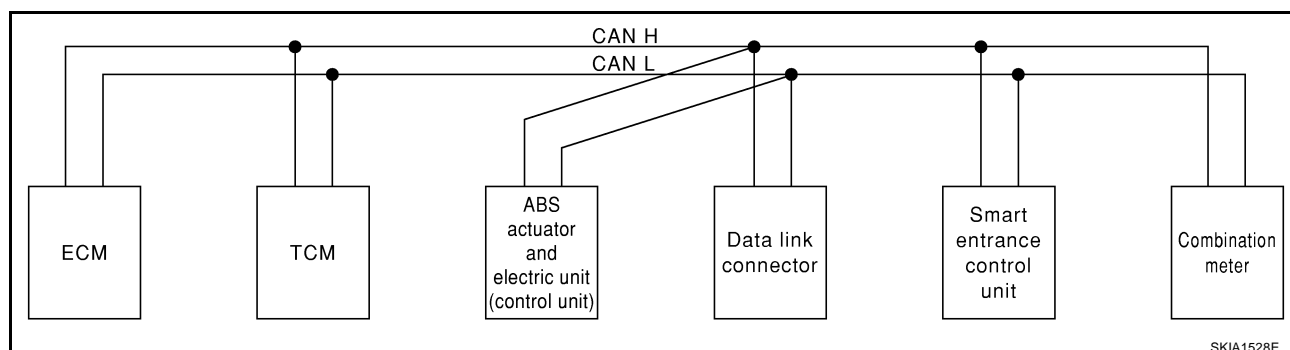 CAN H
CAN L
ECM
TCM
ABS
actuator
and
electric unit
(control unit)
Data link
connector
Smart
entrance
control
unit
Combination
meter
SKIA1528E